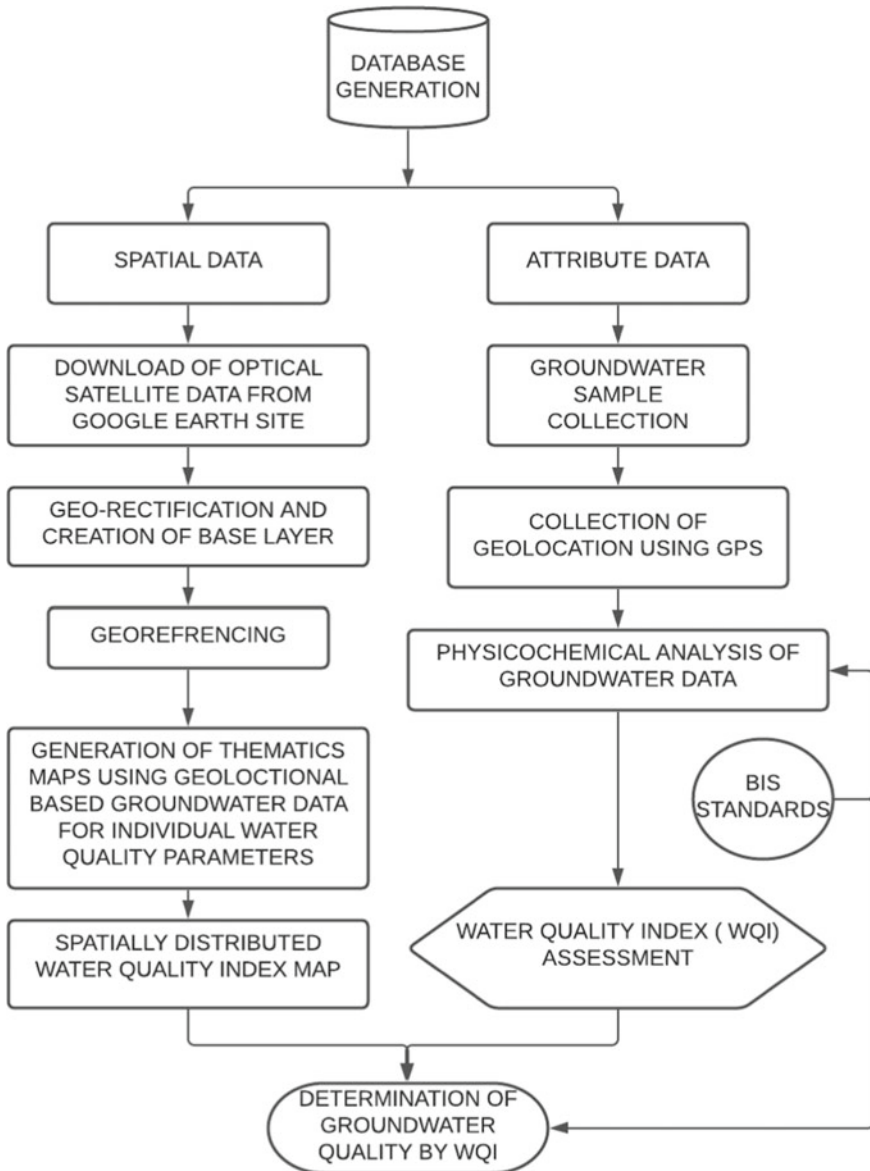 DATABASE
GENERATION
SPATIAL DATA
ATTRIBUTE DATA
DOWNLOAD OF OPTICAL
SATELLITE DATA FROM
GOOGLE EARTH SITE
GROUNDWATER
SAMPLE
COLLECTION
GEO-RECTIFICATION AND
CREATION OF BASE LAYER
COLLECTION OF
GEOLOCATION USING GPS
GEOREFRENCING
PHYSICOCHEMICAL ANALYSIS OF
GROUNDWATER DATA
GENERATION OF THEMATICS
MAPS USING GEOLOCTIONAL
BASED GROUNDWATER DATA
FOR INDIVIDUAL WATER
QUALITY PARAMETERS
BIS
STANDARDS
SPATIALLY DISTRIBUTED
WATER QUALITY INDEX MAP
WATER QUALITY INDEX ( WQI)
ASSESSMENT
DETERMINATION OF
GROUNDWATER
QUALITY BY WQI